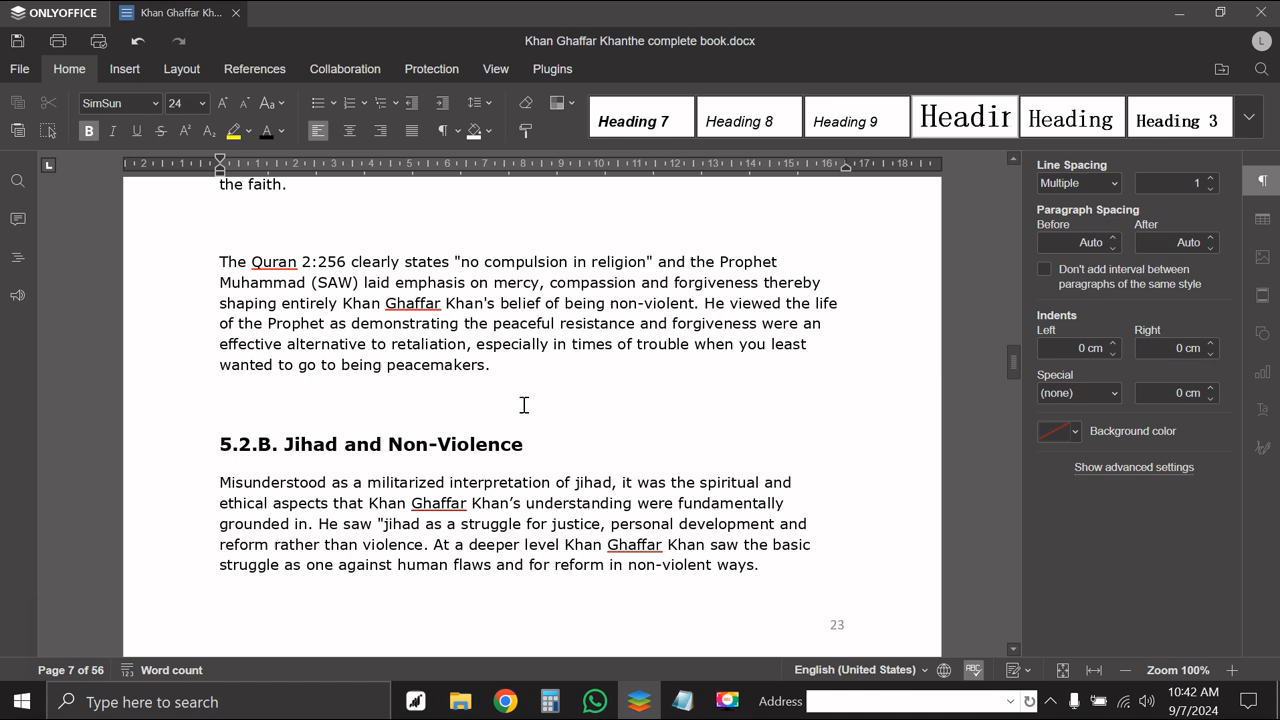 ONLYOFFICE
Khan Ghaffar Kh...
Khan Ghaffar Khanthe complete book.docx
L
File
Home
Insert
Layout
References
Collaboration
Protection
View
Plugins
SimSun
24
Heading 7
Heading 8
Heading 9
Headir
Heading
Heading 3
the faith.
The Quran 2:256 clearly states "no compulsion in religion" and the Prophet
Muhammad (SAW) laid emphasis on mercy, compassion and forgiveness thereby
shaping entirely Khan Ghaffar Khan's belief of being non-violent. He viewed the life
of the Prophet as demonstrating the peaceful resistance and forgiveness were an
effective alternative to retaliation, especially in times of trouble when you least
wanted to go to being peacemakers.
5.2.B. Jihad and Non-Violence
Misunderstood as a militarized interpretation of jihad, it was the spiritual and
ethical aspects that Khan Ghaffar Khan’s understanding were fundamentally
grounded in. He saw "jihad as a struggle for justice, personal development and
reform rather than violence. At a deeper level Khan Ghaffar Khan saw the basic
struggle as one against human flaws and for reform in non-violent ways.
23
Line Spacing
Multiple
1
Paragraph Spacing
Before
After
Auto
Auto
Don't add interval between
paragraphs of the same style
Indents
Left
Right
0 cm
0 cm
Special
(none)
0 cm
Background color
Show advanced settings
Page 7 of 56
Word count
English (United States)
Zoom 100%
Type here to search
Address
10:42 AM
9/7/2024